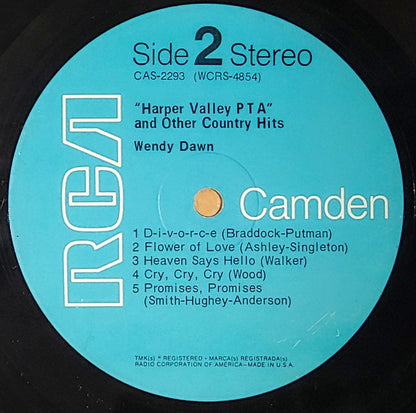 Side 2 Stereo
CAS-2293 (WCRS-4854)
"Harper Valley P T A"
and Other Country Hits
Wendy Dawn
RCA
Camden
1 D-i-v-o-r-c-e (Braddock-Putman)
2 Flower of Love (Ashley-Singleton)
3 Heaven Says Hello (Walker)
4 Cry, Cry, Cry (Wood)
5 Promises, Promises
(Smith-Hughey-Anderson)
TMK(s) ® REGISTERED • MARCA(S) REGISTRADA(S)
RADIO CORPORATION OF AMERICA—MADE IN U.S.A.